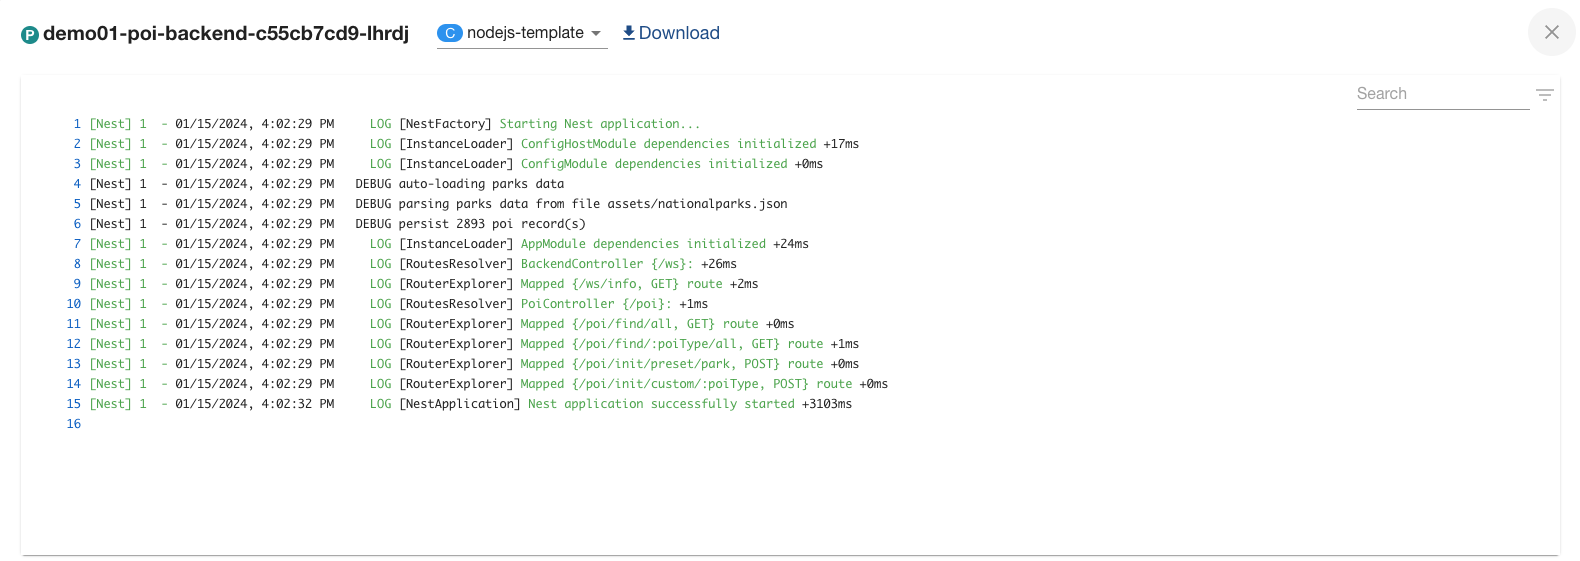 P demo01-poi-backend-c55cb7cd9-lhrdj C nodejs-template Download
Search
1 [Nest] 1  - 01/15/2024, 4:02:29 PM     LOG [NestFactory] Starting Nest application...
2 [Nest] 1  - 01/15/2024, 4:02:29 PM     LOG [InstanceLoader] ConfigHostModule dependencies initialized +17ms
3 [Nest] 1  - 01/15/2024, 4:02:29 PM     LOG [InstanceLoader] ConfigModule dependencies initialized +0ms
4 [Nest] 1  - 01/15/2024, 4:02:29 PM   DEBUG auto-loading parks data
5 [Nest] 1  - 01/15/2024, 4:02:29 PM   DEBUG parsing parks data from file assets/nationalparks.json
6 [Nest] 1  - 01/15/2024, 4:02:29 PM   DEBUG persist 2893 poi record(s)
7 [Nest] 1  - 01/15/2024, 4:02:29 PM     LOG [InstanceLoader] AppModule dependencies initialized +24ms
8 [Nest] 1  - 01/15/2024, 4:02:29 PM     LOG [RoutesResolver] BackendController {/ws}: +26ms
9 [Nest] 1  - 01/15/2024, 4:02:29 PM     LOG [RouterExplorer] Mapped {/ws/info, GET} route +2ms
10 [Nest] 1  - 01/15/2024, 4:02:29 PM     LOG [RoutesResolver] PoiController {/poi}: +1ms
11 [Nest] 1  - 01/15/2024, 4:02:29 PM     LOG [RouterExplorer] Mapped {/poi/find/all, GET} route +0ms
12 [Nest] 1  - 01/15/2024, 4:02:29 PM     LOG [RouterExplorer] Mapped {/poi/find/:poiType/all, GET} route +1ms
13 [Nest] 1  - 01/15/2024, 4:02:29 PM     LOG [RouterExplorer] Mapped {/poi/init/preset/park, POST} route +0ms
14 [Nest] 1  - 01/15/2024, 4:02:29 PM     LOG [RouterExplorer] Mapped {/poi/init/custom/:poiType, POST} route +0ms
15 [Nest] 1  - 01/15/2024, 4:02:32 PM     LOG [NestApplication] Nest application successfully started +3103ms
16